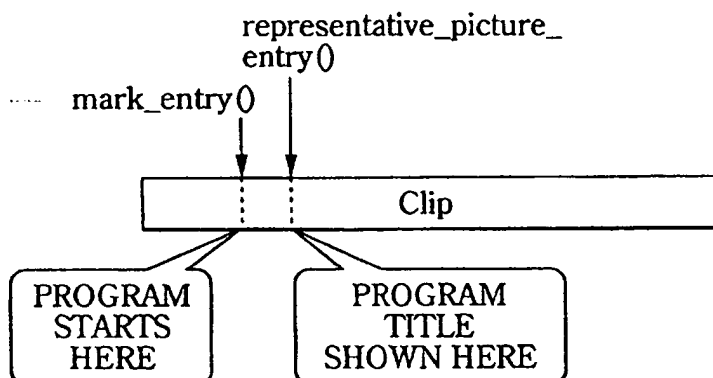 representative_picture_
entry()
mark_entry()
Clip
PROGRAM
STARTS
HERE
PROGRAM
TITLE
SHOWN HERE